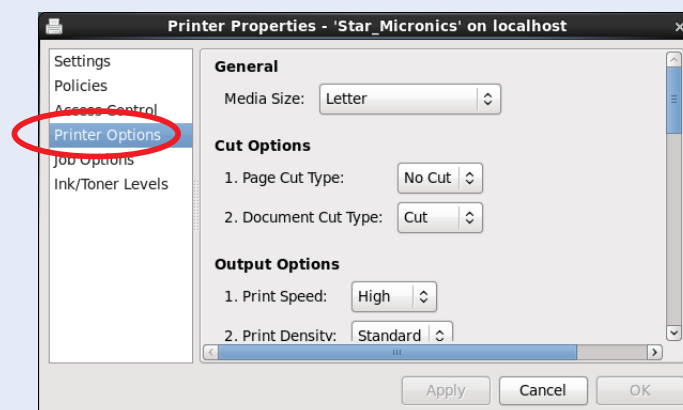 Printer Properties - 'Star_Micronics' on localhost
Settings
Policies
Access Control
Printer Options
Job Options
Ink/Toner Levels
General
Media Size: Letter
Cut Options
1. Page Cut Type: No Cut
2. Document Cut Type: Cut
Output Options
1. Print Speed: High
2. Print Density: Standard
Apply Cancel OK